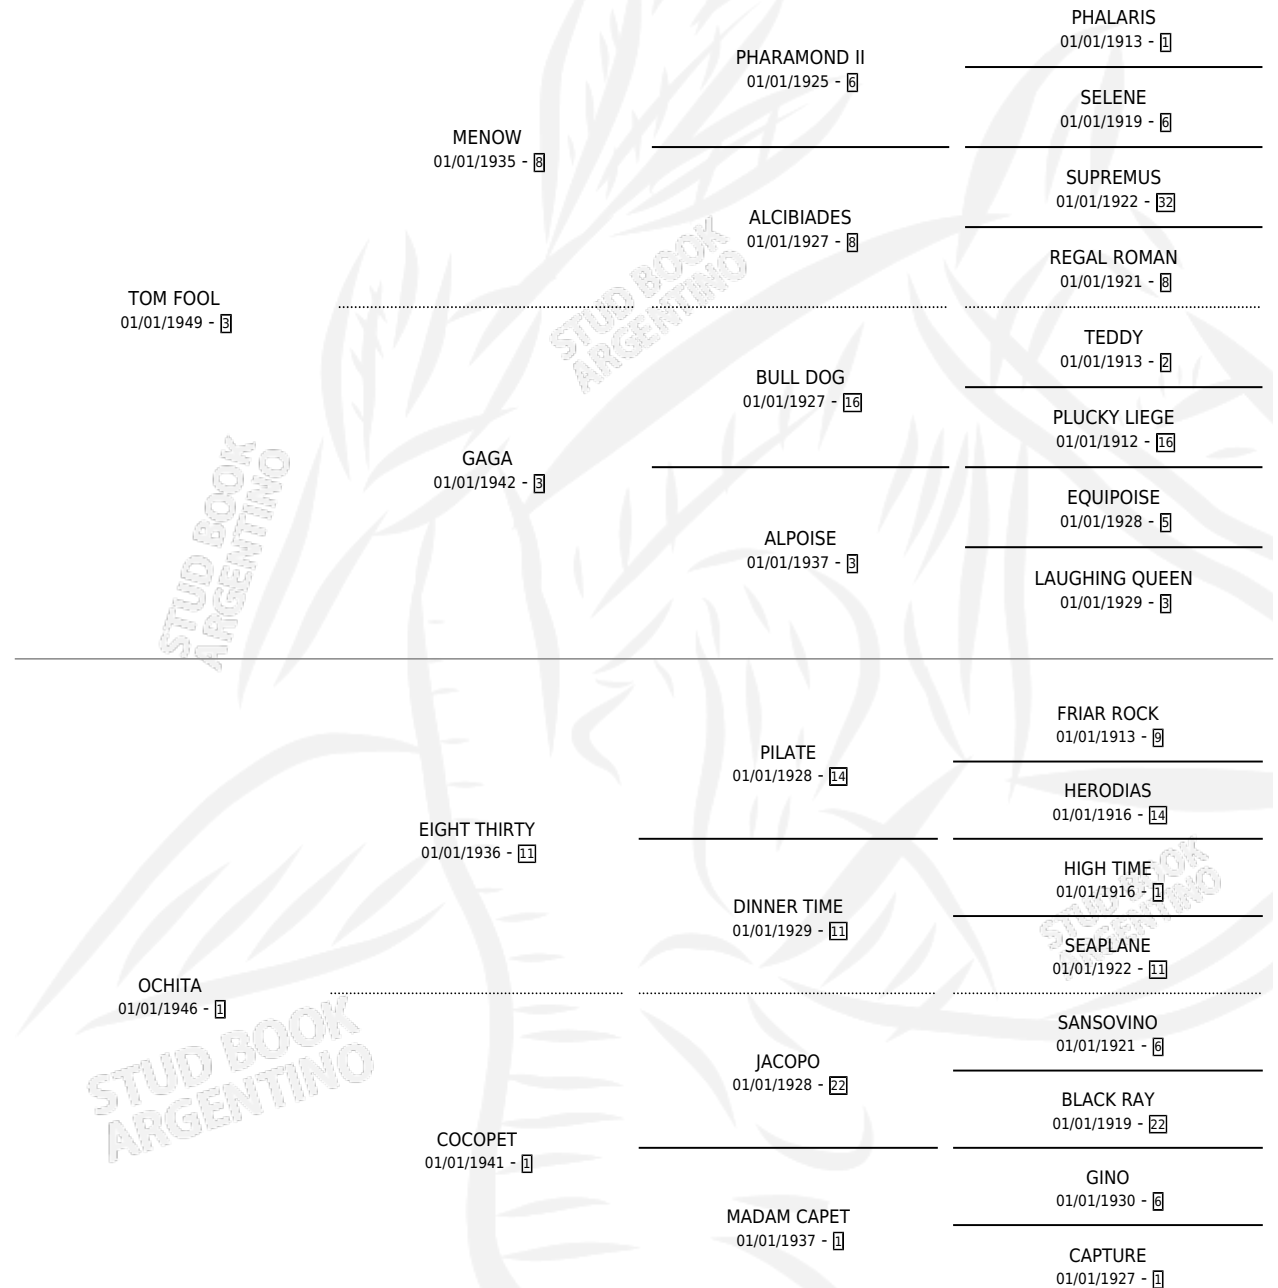 PHALARIS
01/01/1913 - 1
PHARAMOND II
01/01/1925 - 6
SELENE
01/01/1919 - 6
MENOW
01/01/1935 - 8
SUPREMUS
01/01/1922 - 32
ALCIBIADES
01/01/1927 - 8
REGAL ROMAN
01/01/1921 - 8
TOM FOOL
01/01/1949 - 3
TEDDY
01/01/1913 - 2
BULL DOG
01/01/1927 - 16
PLUCKY LIEGE
01/01/1912 - 16
GAGA
01/01/1942 - 3
EQUIPOISE
01/01/1928 - 5
ALPOISE
01/01/1937 - 3
LAUGHING QUEEN
01/01/1929 - 3
FRIAR ROCK
01/01/1913 - 9
PILATE
01/01/1928 - 14
HERODIAS
01/01/1916 - 14
EIGHT THIRTY
01/01/1936 - 11
HIGH TIME
01/01/1916 - 1
DINNER TIME
01/01/1929 - 11
SEAPLANE
01/01/1922 - 11
OCHITA
01/01/1946 - 1
SANSOVINO
01/01/1921 - 6
JACOPO
01/01/1928 - 22
BLACK RAY
01/01/1919 - 22
COCOPET
01/01/1941 - 1
GINO
01/01/1930 - 6
MADAM CAPET
01/01/1937 - 1
CAPTURE
01/01/1927 - 1
STUD BOOK
ARGENTINO
STUD BOOK
ARGENTINO
STUD BOOK
ARGENTINO
STUD BOOK
ARGENTINO